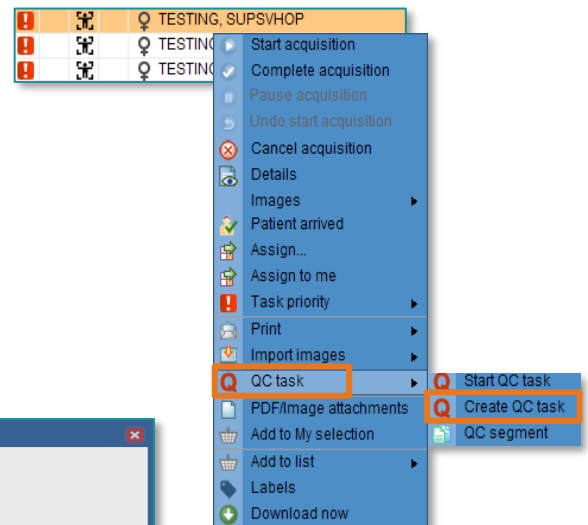 TESTING, SUPSVHOP
TESTING
TESTING
Start acquisition
Complete acquisition
Pause acquisition
Undo start acquisition
Cancel acquisition
Details
Images
Patient arrived
Assign...
Assign to me
Task priority
Print
Import images
Q QC task
PDF/Image attachments
Add to My selection
Add to list
Labels
Download now
Q Start QC task
Q Create QC task
QC segment